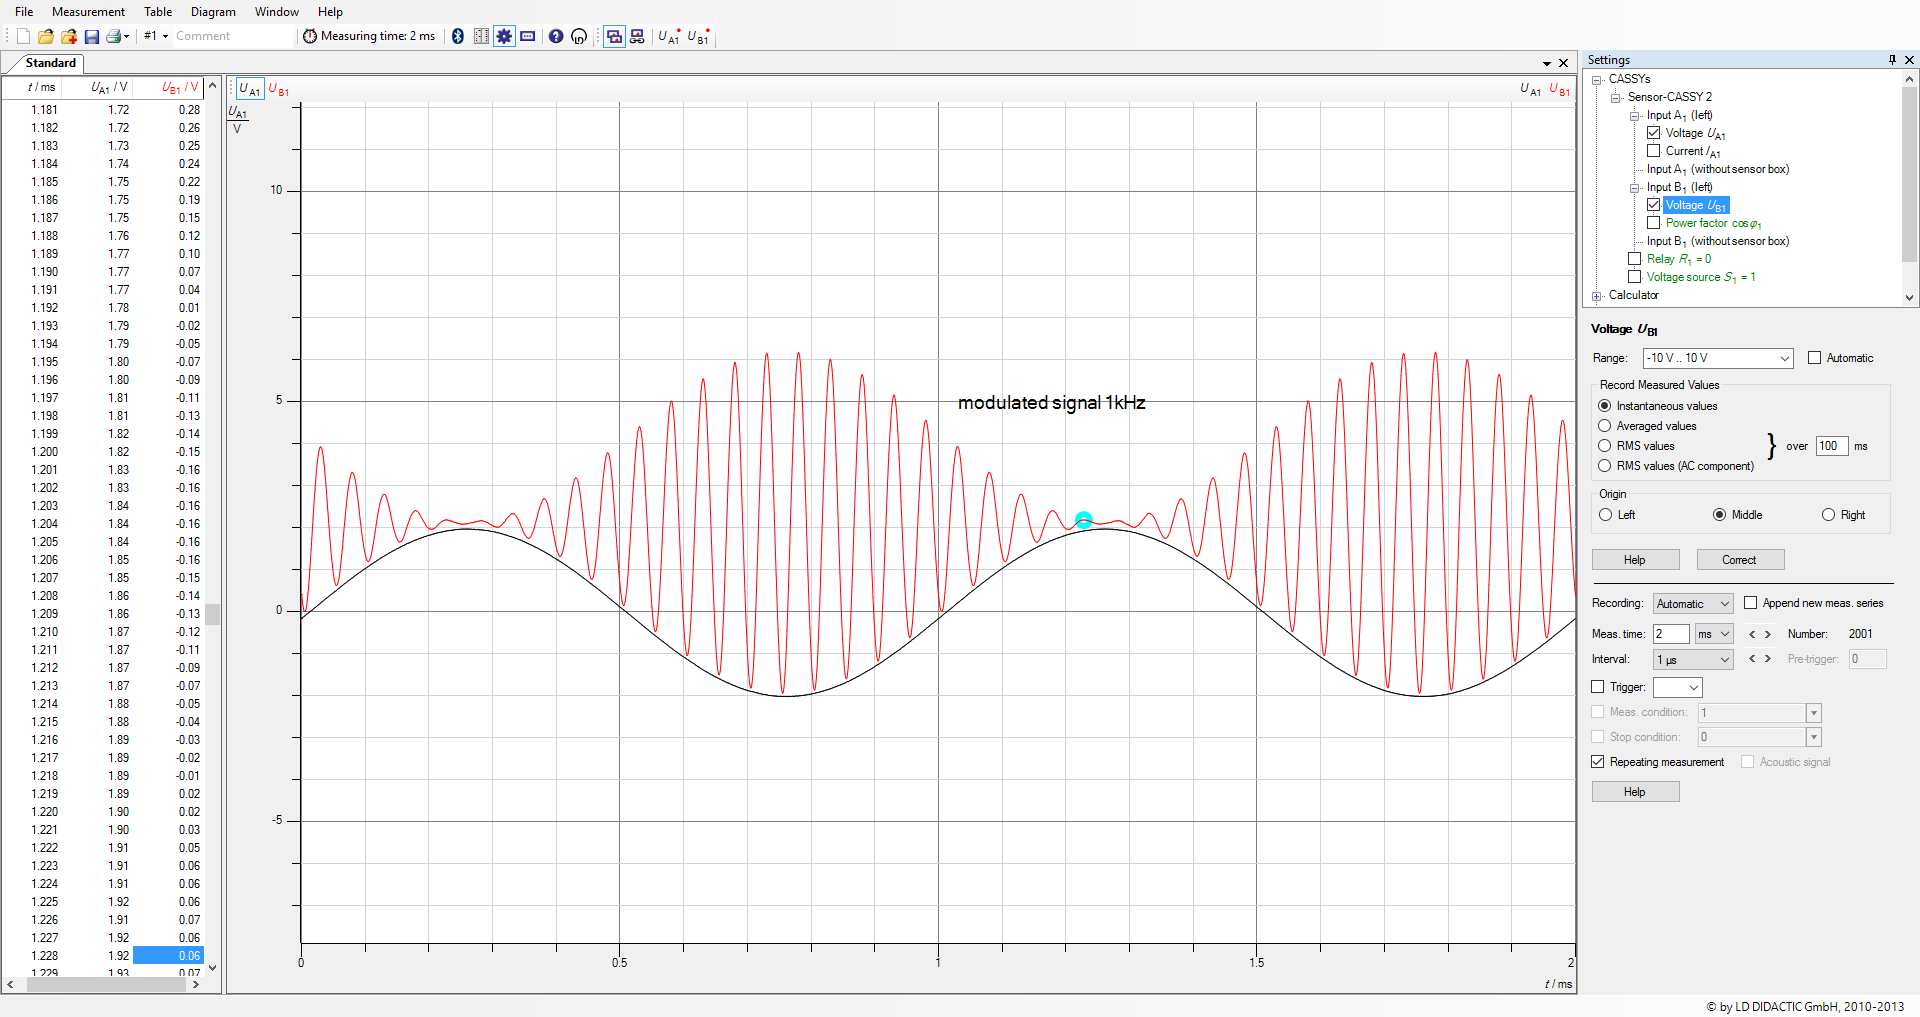 File Measurement Table Diagram Window Help
#1 Comment Measuring time: 2 ms UA1 UB1
Standard
t / ms UA1 / V UB1 / V
1.181 1.72 0.28
1.182 1.72 0.26
1.183 1.73 0.25
1.184 1.74 0.24
1.185 1.75 0.22
1.186 1.75 0.19
1.187 1.75 0.15
1.188 1.76 0.12
1.189 1.77 0.10
1.190 1.77 0.07
1.191 1.77 0.04
1.192 1.78 0.01
1.193 1.79 -0.02
1.194 1.79 -0.05
1.195 1.80 -0.07
1.196 1.80 -0.09
1.197 1.81 -0.11
1.198 1.81 -0.13
1.199 1.82 -0.14
1.200 1.82 -0.15
1.201 1.83 -0.16
1.202 1.83 -0.16
1.203 1.84 -0.16
1.204 1.84 -0.16
1.205 1.84 -0.16
1.206 1.85 -0.16
1.207 1.85 -0.15
1.208 1.86 -0.14
1.209 1.86 -0.13
1.210 1.87 -0.12
1.211 1.87 -0.11
1.212 1.87 -0.09
1.213 1.87 -0.07
1.214 1.88 -0.05
1.215 1.88 -0.04
1.216 1.89 -0.03
1.217 1.89 -0.02
1.218 1.89 -0.01
1.219 1.89 0.02
1.220 1.90 0.02
1.221 1.90 0.03
1.222 1.91 0.05
1.223 1.91 0.06
1.224 1.91 0.06
1.225 1.92 0.06
1.226 1.91 0.07
1.227 1.92 0.06
1.228 1.92 0.06
1.229 1.93 0.07
UA1 UB1
UA1 UB1
UA1
V
10
5
0
-5
modulated signal 1kHz
0 0.5 1 1.5 2
t / ms
Settings
CASSYs
Sensor-CASSY 2
Input A1 (left)
Voltage UA1
Current IA1
Input A1 (without sensor box)
Input B1 (left)
Voltage UB1
Power factor cosφ1
Input B1 (without sensor box)
Relay R1 = 0
Voltage source S1 = 1
Calculator
Voltage UB1
Range: -10 V .. 10 V Automatic
Record Measured Values
Instantaneous values
Averaged values
RMS values } over 100 ms
RMS values (AC component)
Origin
Left Middle Right
Help Correct
Recording: Automatic Append new meas. series
Meas. time: 2 ms < > Number: 2001
Interval: 1 µs < > Pre-trigger: 0
Trigger:
Meas. condition: 1
Stop condition: 0
Repeating measurement Acoustic signal
Help
© by LD DIDACTIC GmbH, 2010-2013